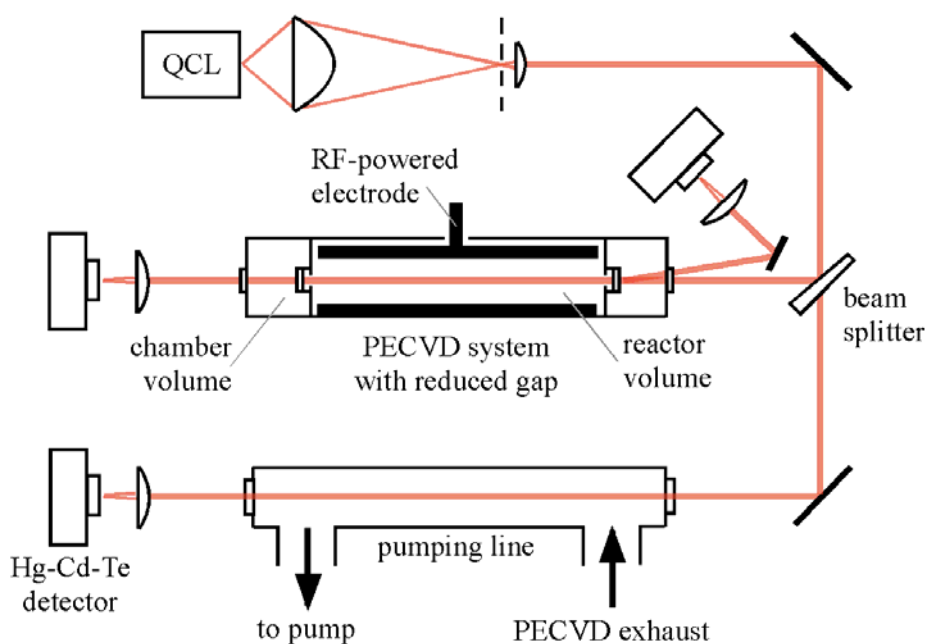 QCL
RF-powered
electrode
beam
splitter
chamber
volume
PECVD system
with reduced gap
reactor
volume
Hg-Cd-Te
detector
pumping line
to pump
PECVD exhaust